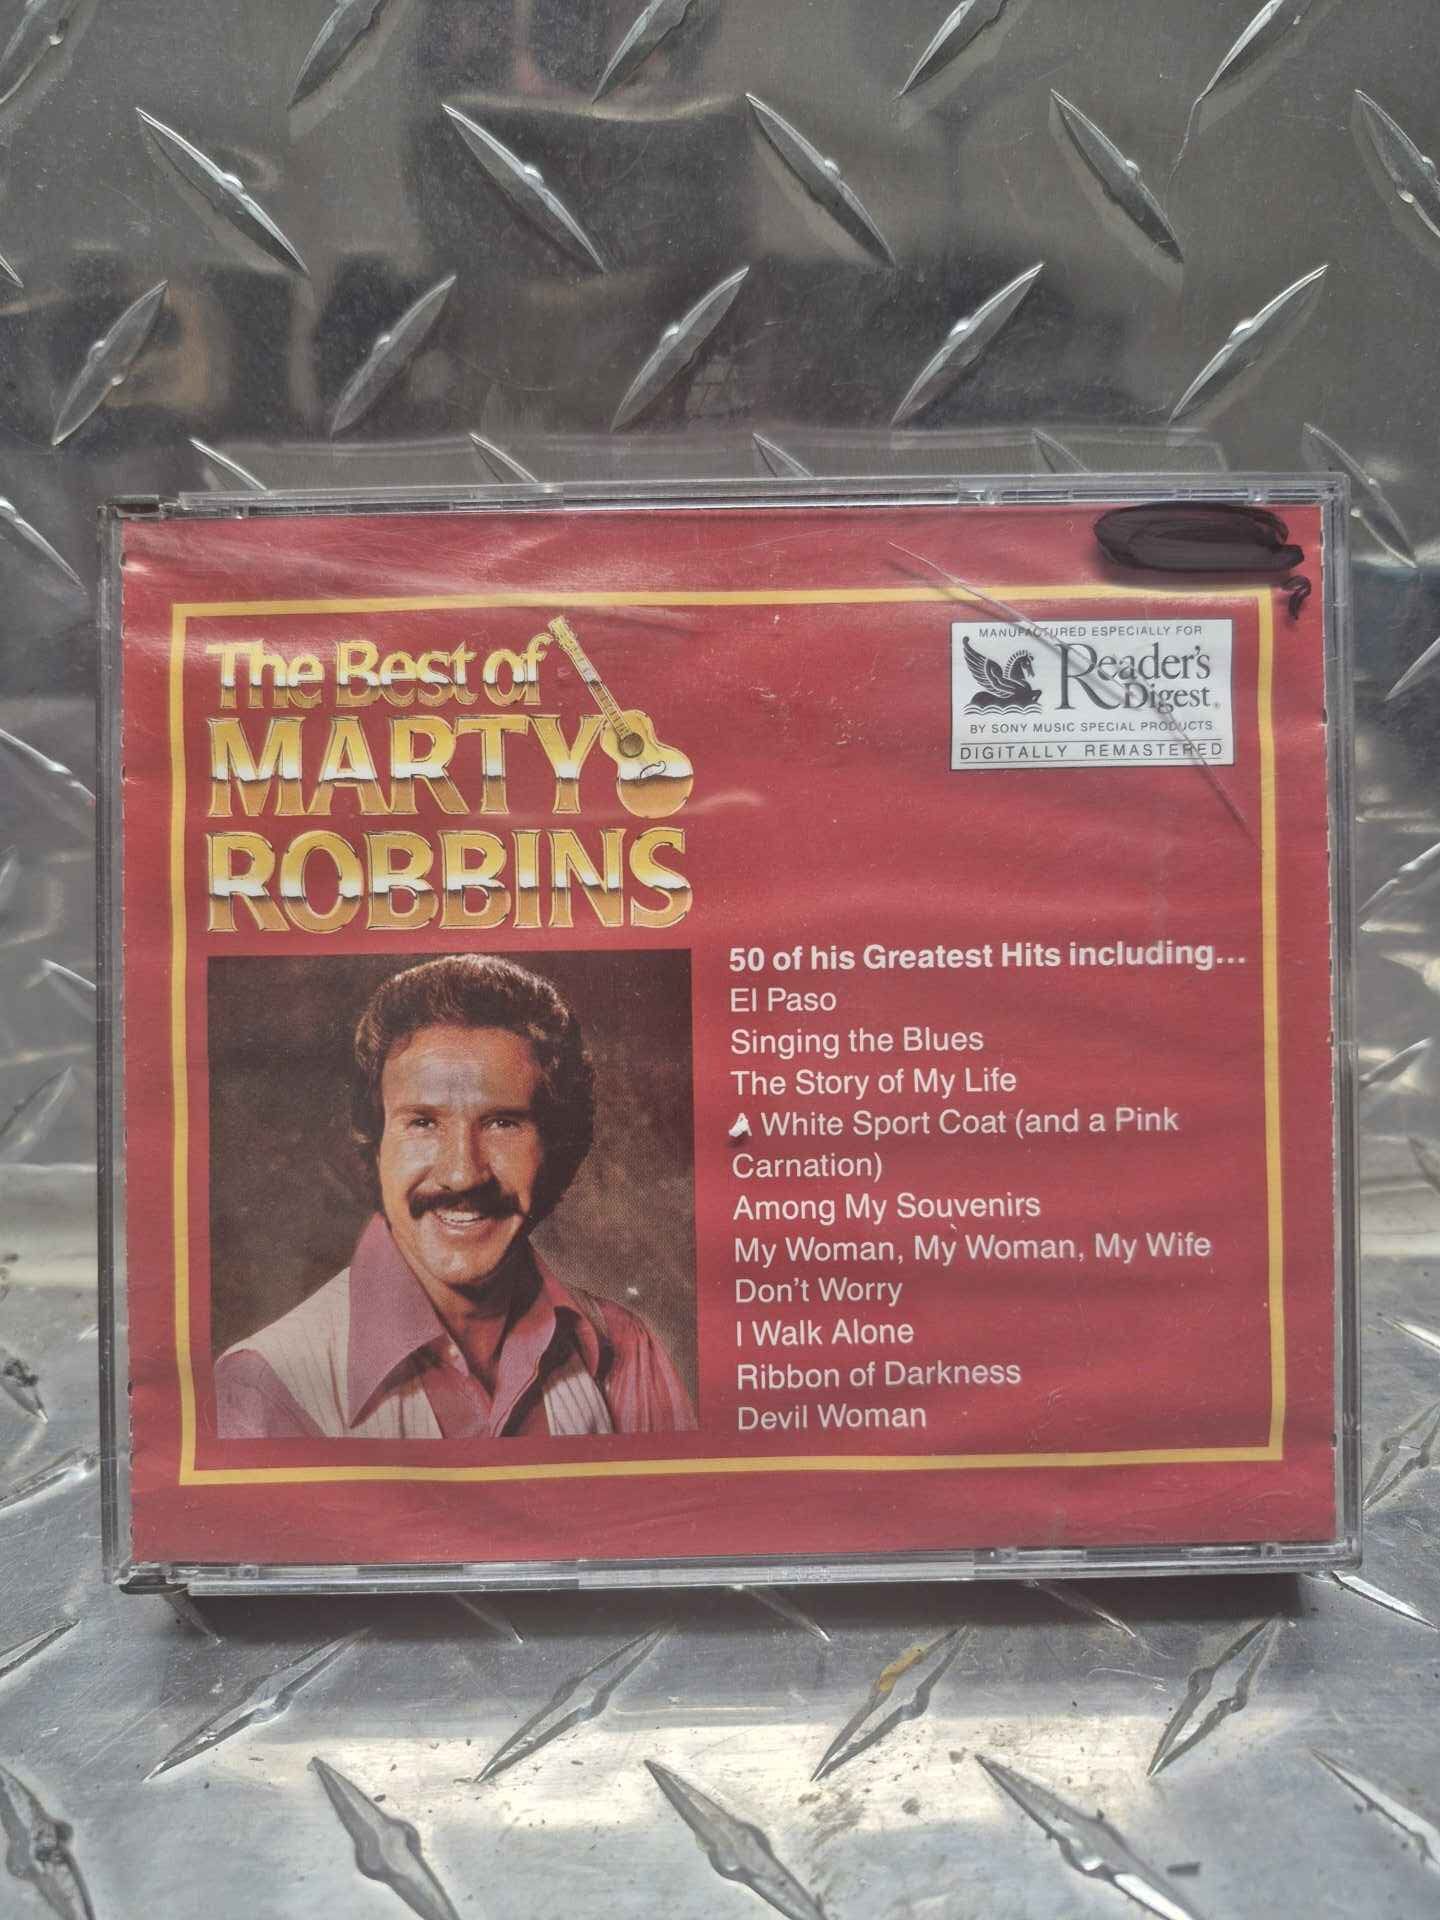 The Best of
MARTY
ROBBINS
MANUFACTURED ESPECIALLY FOR
Reader's
Digest®
BY SONY MUSIC SPECIAL PRODUCTS
DIGITALLY REMASTERED
50 of his Greatest Hits including...
El Paso
Singing the Blues
The Story of My Life
A White Sport Coat (and a Pink
Carnation)
Among My Souvenirs
My Woman, My Woman, My Wife
Don't Worry
I Walk Alone
Ribbon of Darkness
Devil Woman